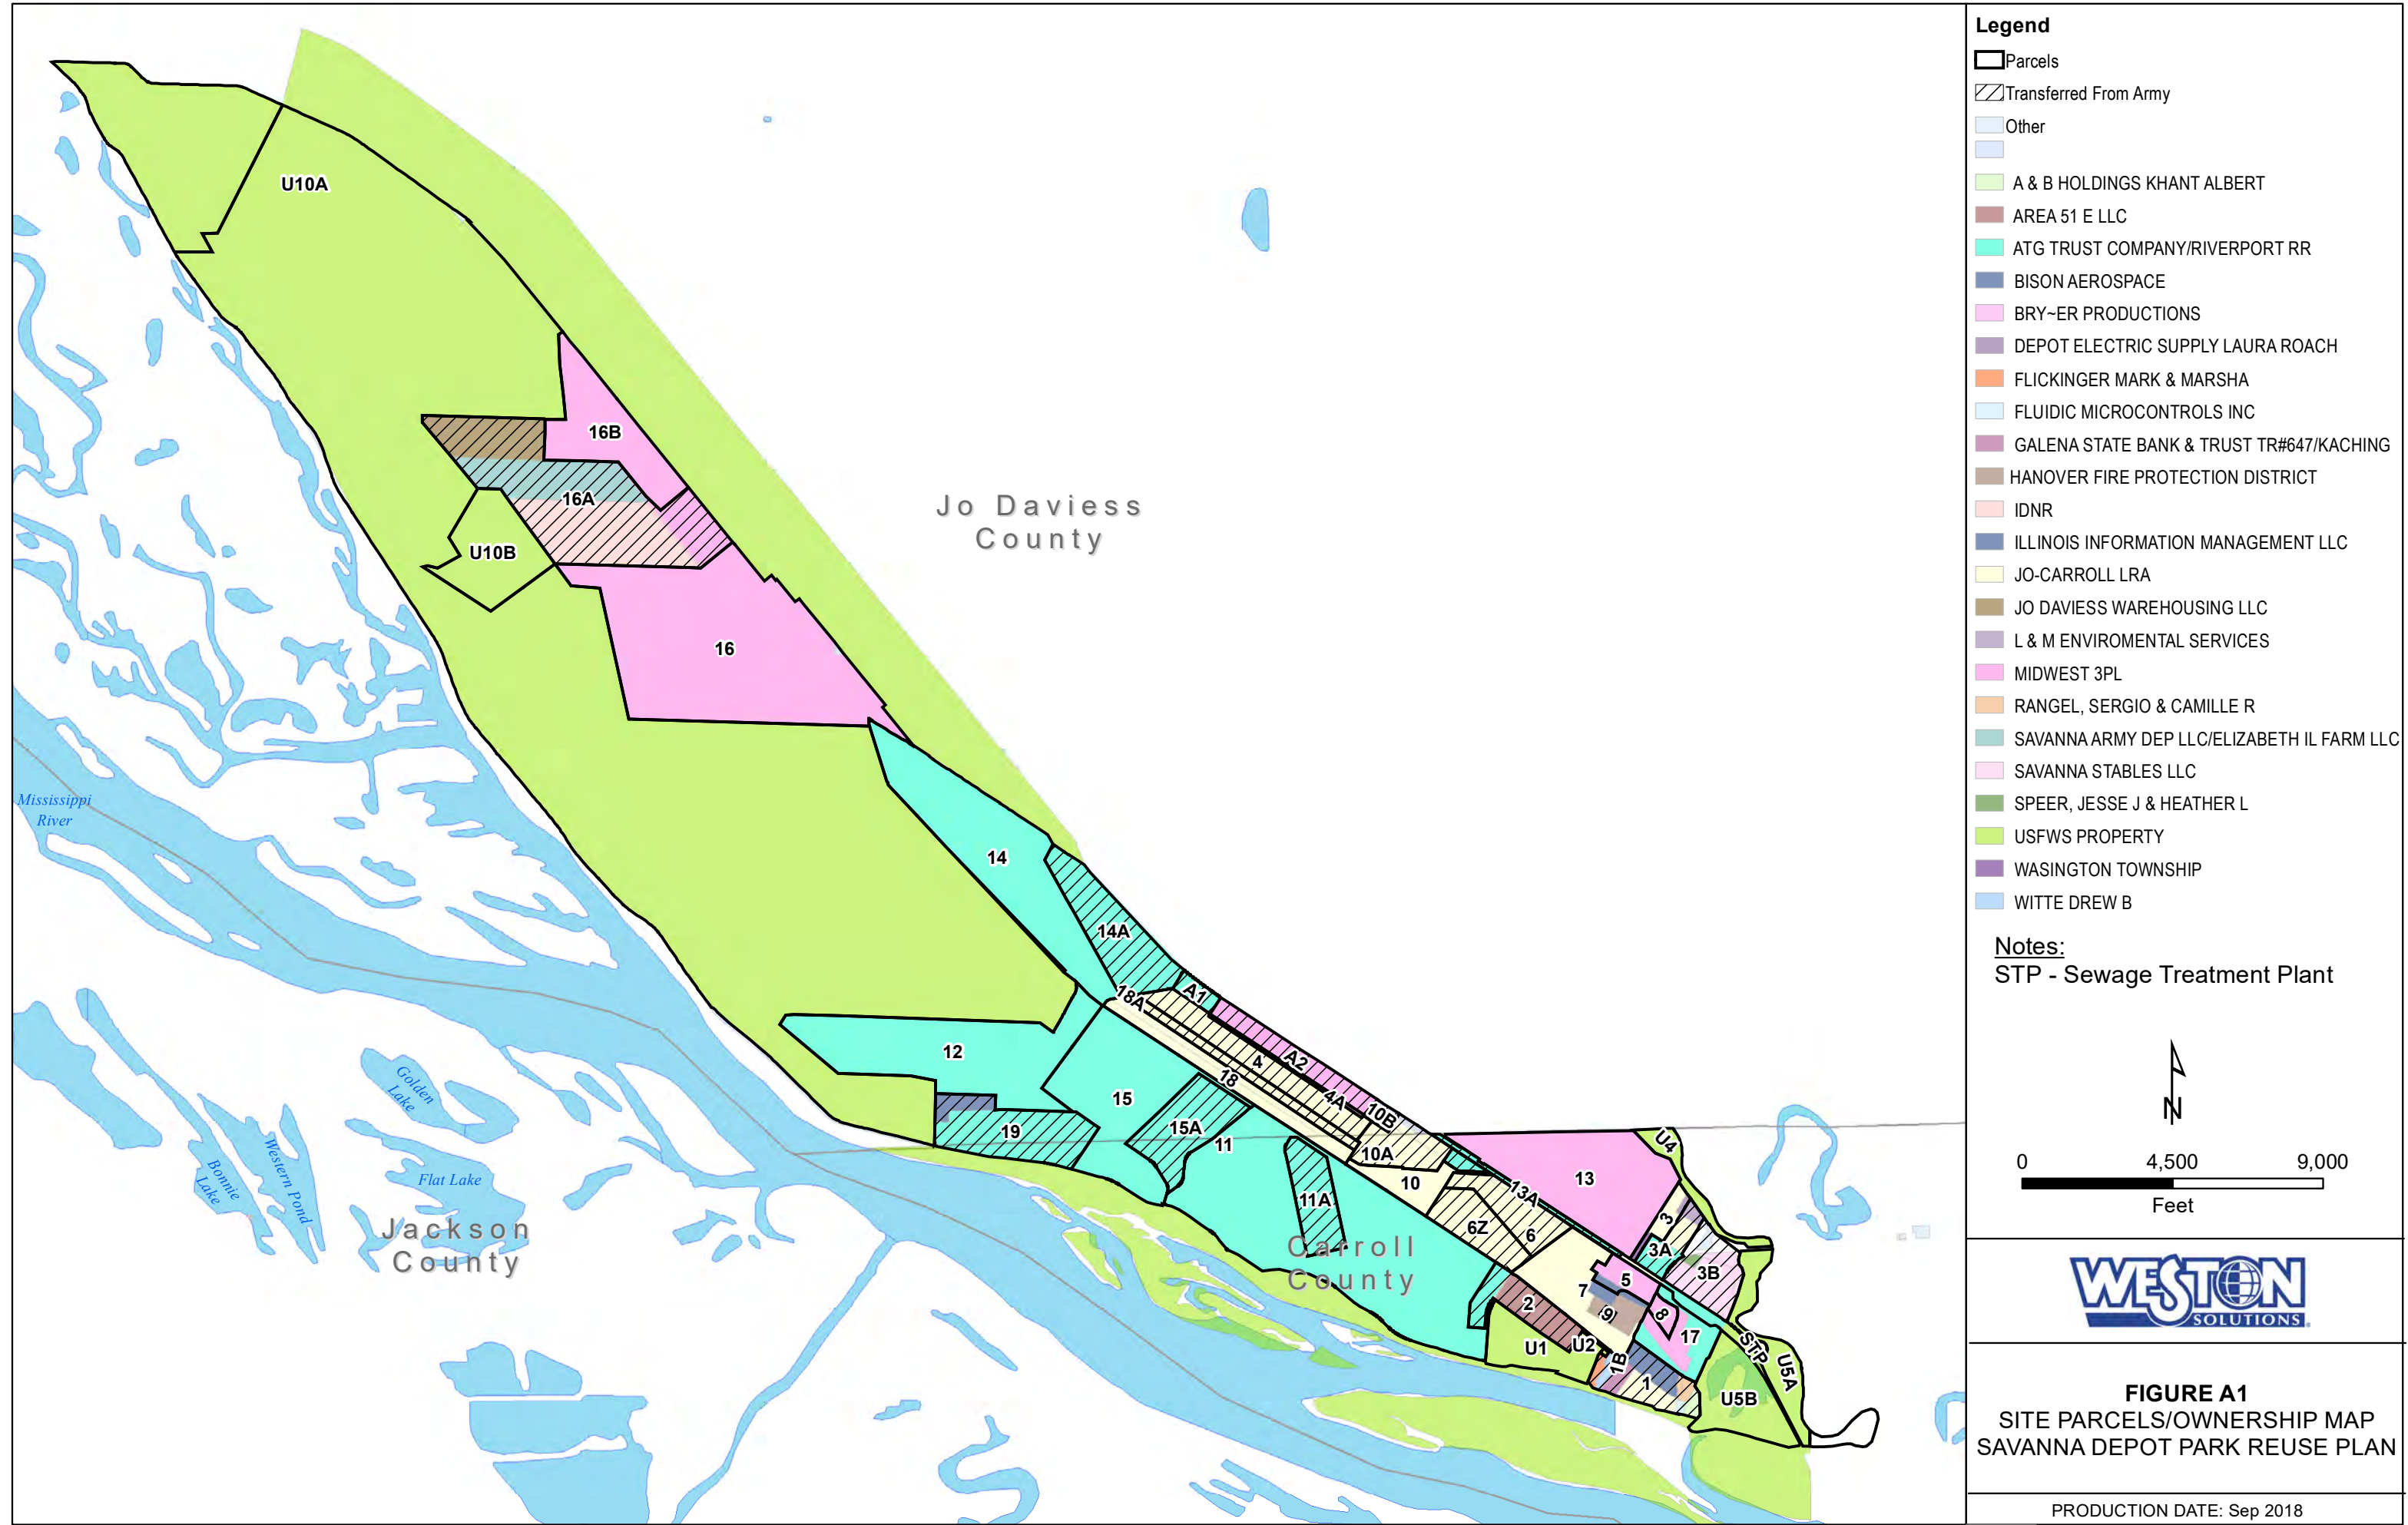 U10A
16B
16A
U10B
16
Jo Daviess
County
Mississippi
River
14
14A
A1
18A
A2
4
4A
10B
18
12
15
15A
11
19
10A
10
11A
13
U4
13A
6Z
6
3
3A
3B
Golden
Lake
Western Pond
Bonnie
Lake
Flat Lake
Jackson
County
Carroll
County
5
7
9
8
17
2
U1
U2
1B
1
STP
U5A
U5B
Legend
Parcels
Transferred From Army
Other
A & B HOLDINGS KHANT ALBERT
AREA 51 E LLC
ATG TRUST COMPANY/RIVERPORT RR
BISON AEROSPACE
BRY~ER PRODUCTIONS
DEPOT ELECTRIC SUPPLY LAURA ROACH
FLICKINGER MARK & MARSHA
FLUIDIC MICROCONTROLS INC
GALENA STATE BANK & TRUST TR#647/KACHING
HANOVER FIRE PROTECTION DISTRICT
IDNR
ILLINOIS INFORMATION MANAGEMENT LLC
JO-CARROLL LRA
JO DAVIESS WAREHOUSING LLC
L & M ENVIROMENTAL SERVICES
MIDWEST 3PL
RANGEL, SERGIO & CAMILLE R
SAVANNA ARMY DEP LLC/ELIZABETH IL FARM LLC
SAVANNA STABLES LLC
SPEER, JESSE J & HEATHER L
USFWS PROPERTY
WASINGTON TOWNSHIP
WITTE DREW B
Notes:
STP - Sewage Treatment Plant
N
0 4,500 9,000
Feet
WESTON
SOLUTIONS
FIGURE A1
SITE PARCELS/OWNERSHIP MAP
SAVANNA DEPOT PARK REUSE PLAN
PRODUCTION DATE: Sep 2018